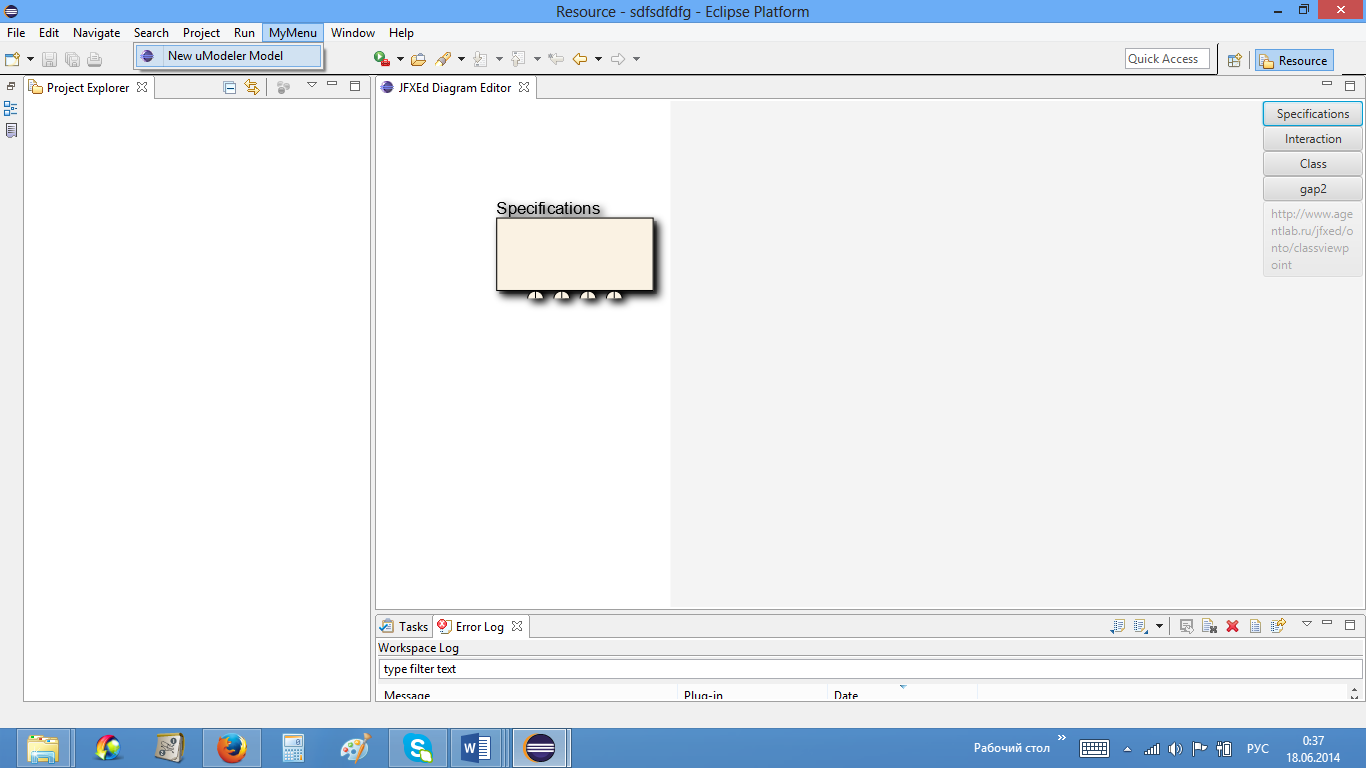 Resource - sdfsdfdfg - Eclipse Platform
File Edit Navigate Search Project Run MyMenu Window Help
New uModeler Model
Quick Access
Resource
Project Explorer
JFXEd Diagram Editor
Specifications
Interaction
Class
gap2
http://www.age
ntlab.ru/jfxed/o
nto/classviewp
oint
Specifications
Tasks Error Log
Workspace Log
type filter text
Message Plug-in Date
Рабочий стол
РУС
0:37
18.06.2014